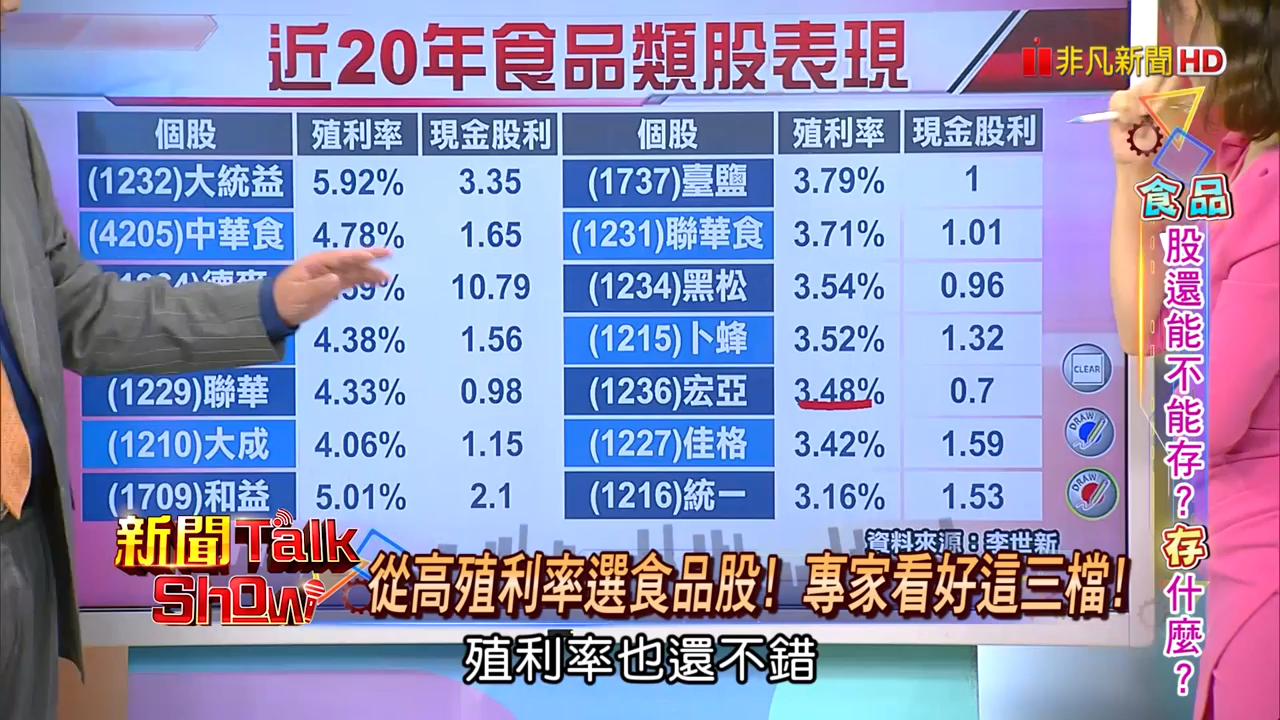 近20年食品類股表現
非凡新聞HD
個股 殖利率 現金股利 個股 殖利率 現金股利
(1232)大統益 5.92% 3.35 (1737)臺鹽 3.79% 1
(4205)中華食 4.78% 1.65 (1231)聯華食 3.71% 1.01
10.79 (1234)黑松 3.54% 0.96
4.38% 1.56 (1215)卜蜂 3.52% 1.32
(1229)聯華 4.33% 0.98 (1236)宏亞 3.48% 0.7
(1210)大成 4.06% 1.15 (1227)佳格 3.42% 1.59
(1709)和益 5.01% 2.1 (1216)統一 3.16% 1.53
資料來源：李世新
CLEAR
DRAW
DRAW
食品股還能不能存？存什麼？
新聞Talk Show
從高殖利率選食品股！專家看好這三檔！
殖利率也還不錯